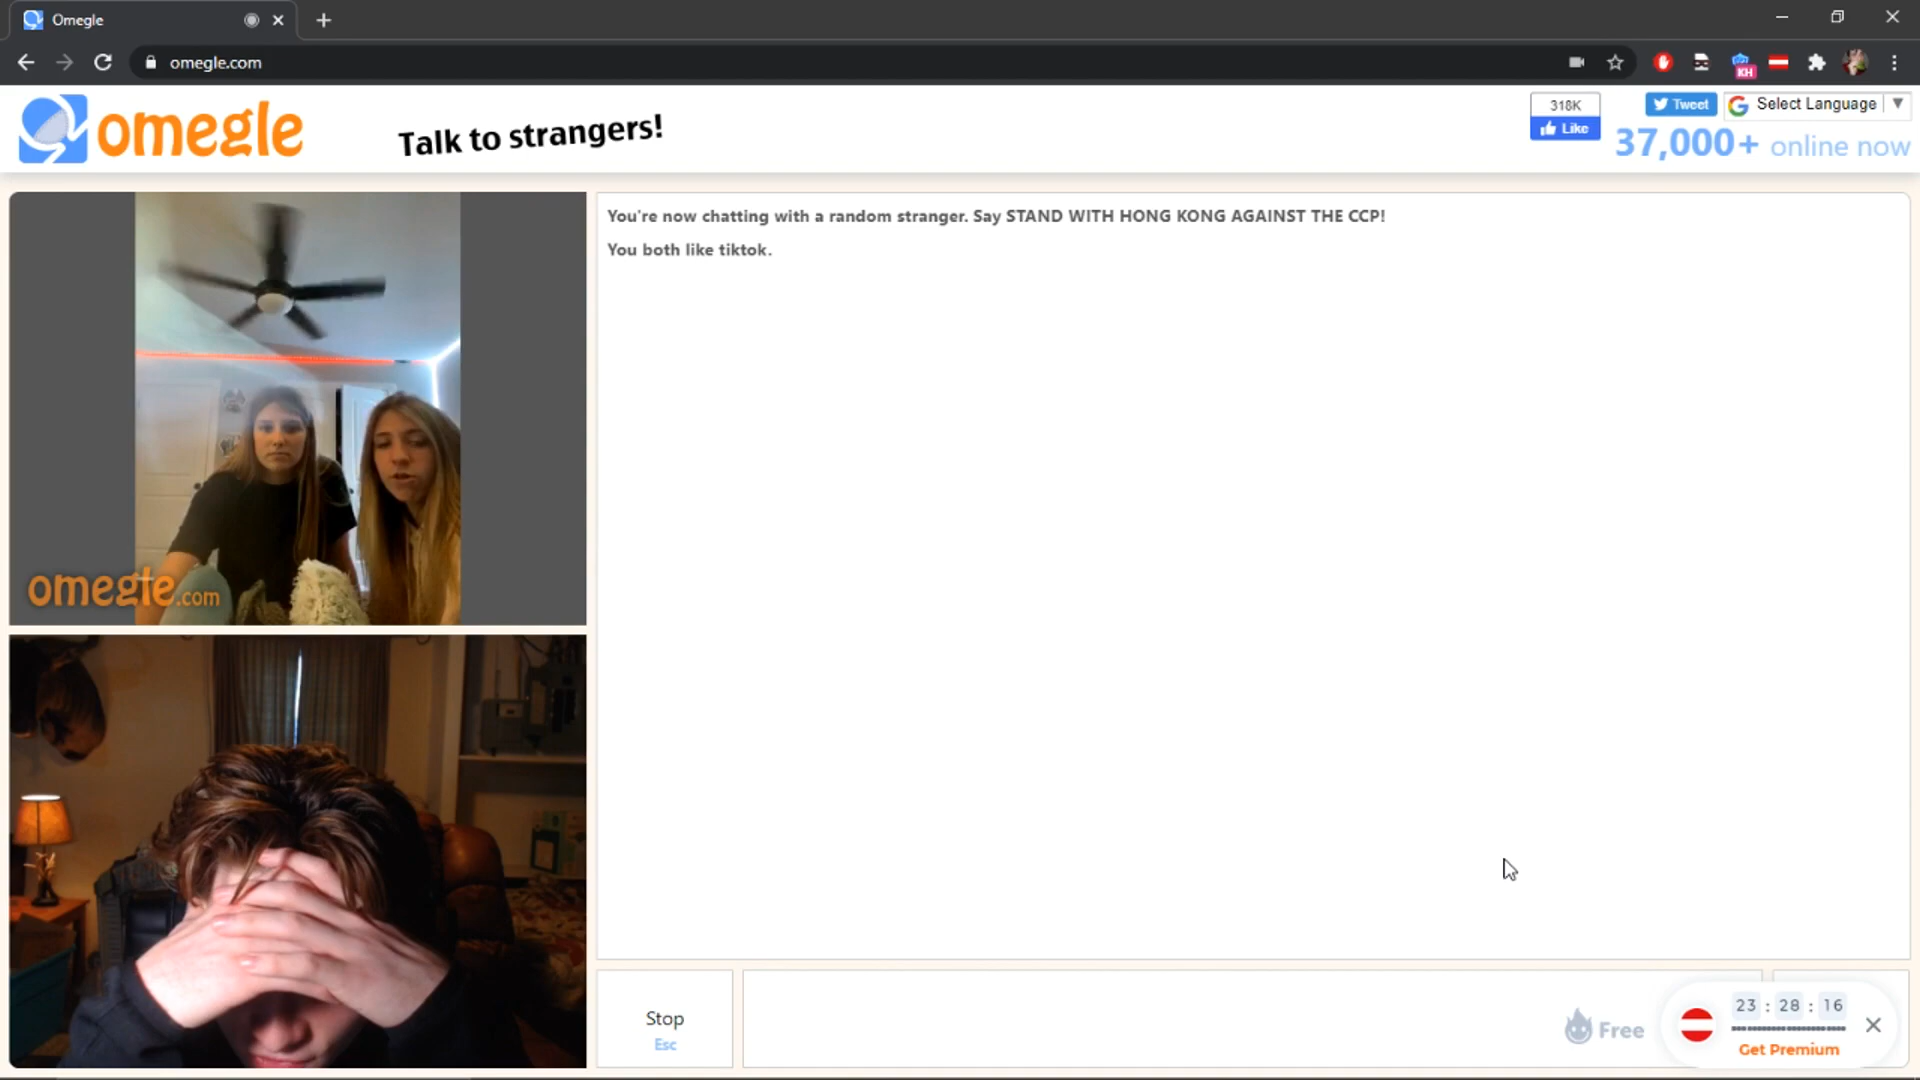 Omegle
omegle.com
KH
omegle
Talk to strangers!
318K
Like
Tweet
Select Language
37,000+ online now
You're now chatting with a random stranger. Say STAND WITH HONG KONG AGAINST THE CCP!
You both like tiktok.
omegle.com
Stop
Esc
Free
23 : 28 : 16
Get Premium